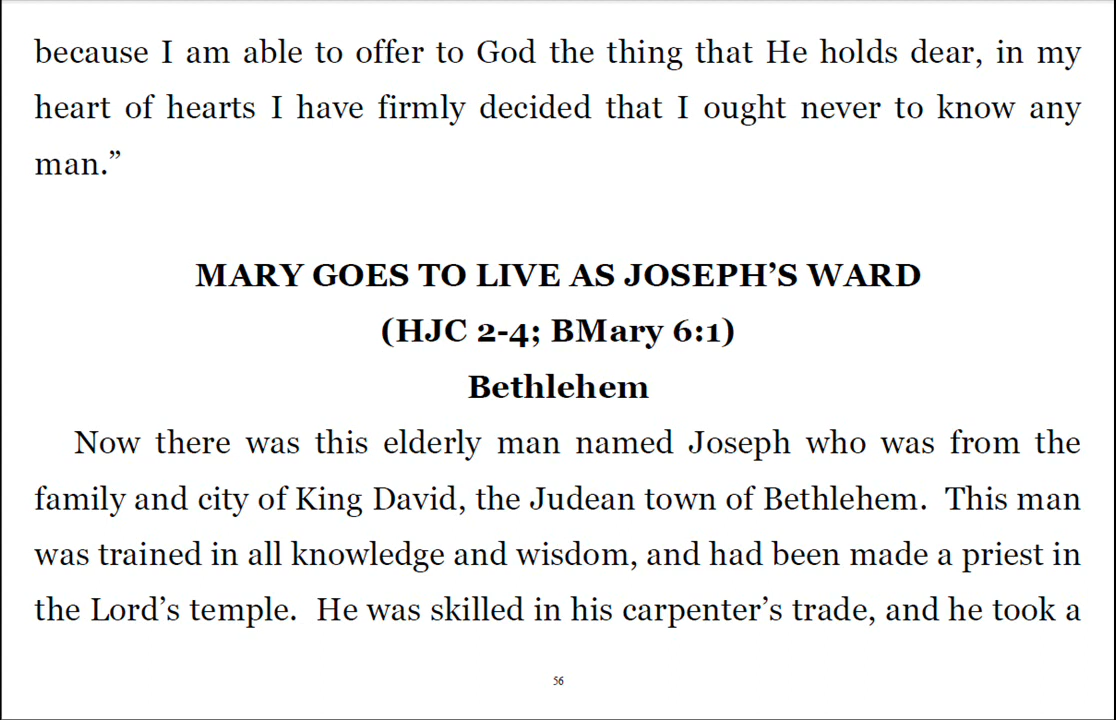 because I am able to offer to God the thing that He holds dear, in my
heart of hearts I have firmly decided that I ought never to know any
man.”
MARY GOES TO LIVE AS JOSEPH’S WARD
(HJC 2-4; BMary 6:1)
Bethlehem
Now there was this elderly man named Joseph who was from the
family and city of King David, the Judean town of Bethlehem.  This man
was trained in all knowledge and wisdom, and had been made a priest in
the Lord’s temple.  He was skilled in his carpenter’s trade, and he took a
56